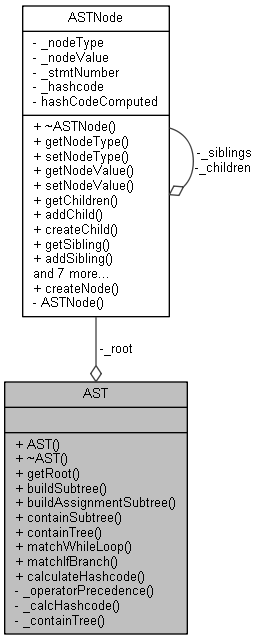 ASTNode
- _nodeType
- _nodeValue
- _stmtNumber
- _hashcode
- hashCodeComputed
+ ~ASTNode()
+ getNodeType()
+ setNodeType()
+ getNodeValue()
+ setNodeValue()
+ getChildren()
+ addChild()
+ createChild()
+ getSibling()
+ addSibling()
and 7 more...
+ createNode()
- ASTNode()
-_siblings
-_children
-_root
AST
+ AST()
+ ~AST()
+ getRoot()
+ buildSubtree()
+ buildAssignmentSubtree()
+ containSubtree()
+ containTree()
+ matchWhileLoop()
+ matchIfBranch()
+ calculateHashcode()
- _operatorPrecedence()
- _calcHashcode()
- _containTree()